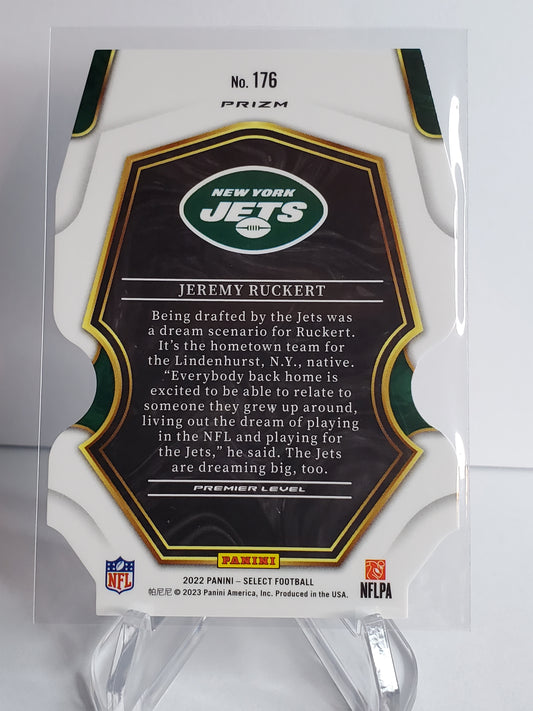 No. 176
PRIZM
NEW YORK
JETS
JEREMY RUCKERT
Being drafted by the Jets was
a dream scenario for Ruckert.
It's the hometown team for
the Lindenhurst, N.Y., native.
“Everybody back home is
excited to be able to relate to
someone they grew up around,
living out the dream of playing
in the NFL and playing for
the Jets,” he said. The Jets
are dreaming big, too.
PREMIER LEVEL
PANINI
NFL
NFLPA
2022 PANINI – SELECT FOOTBALL
帕尼尼 © 2023 Panini America, Inc. Produced in the USA.